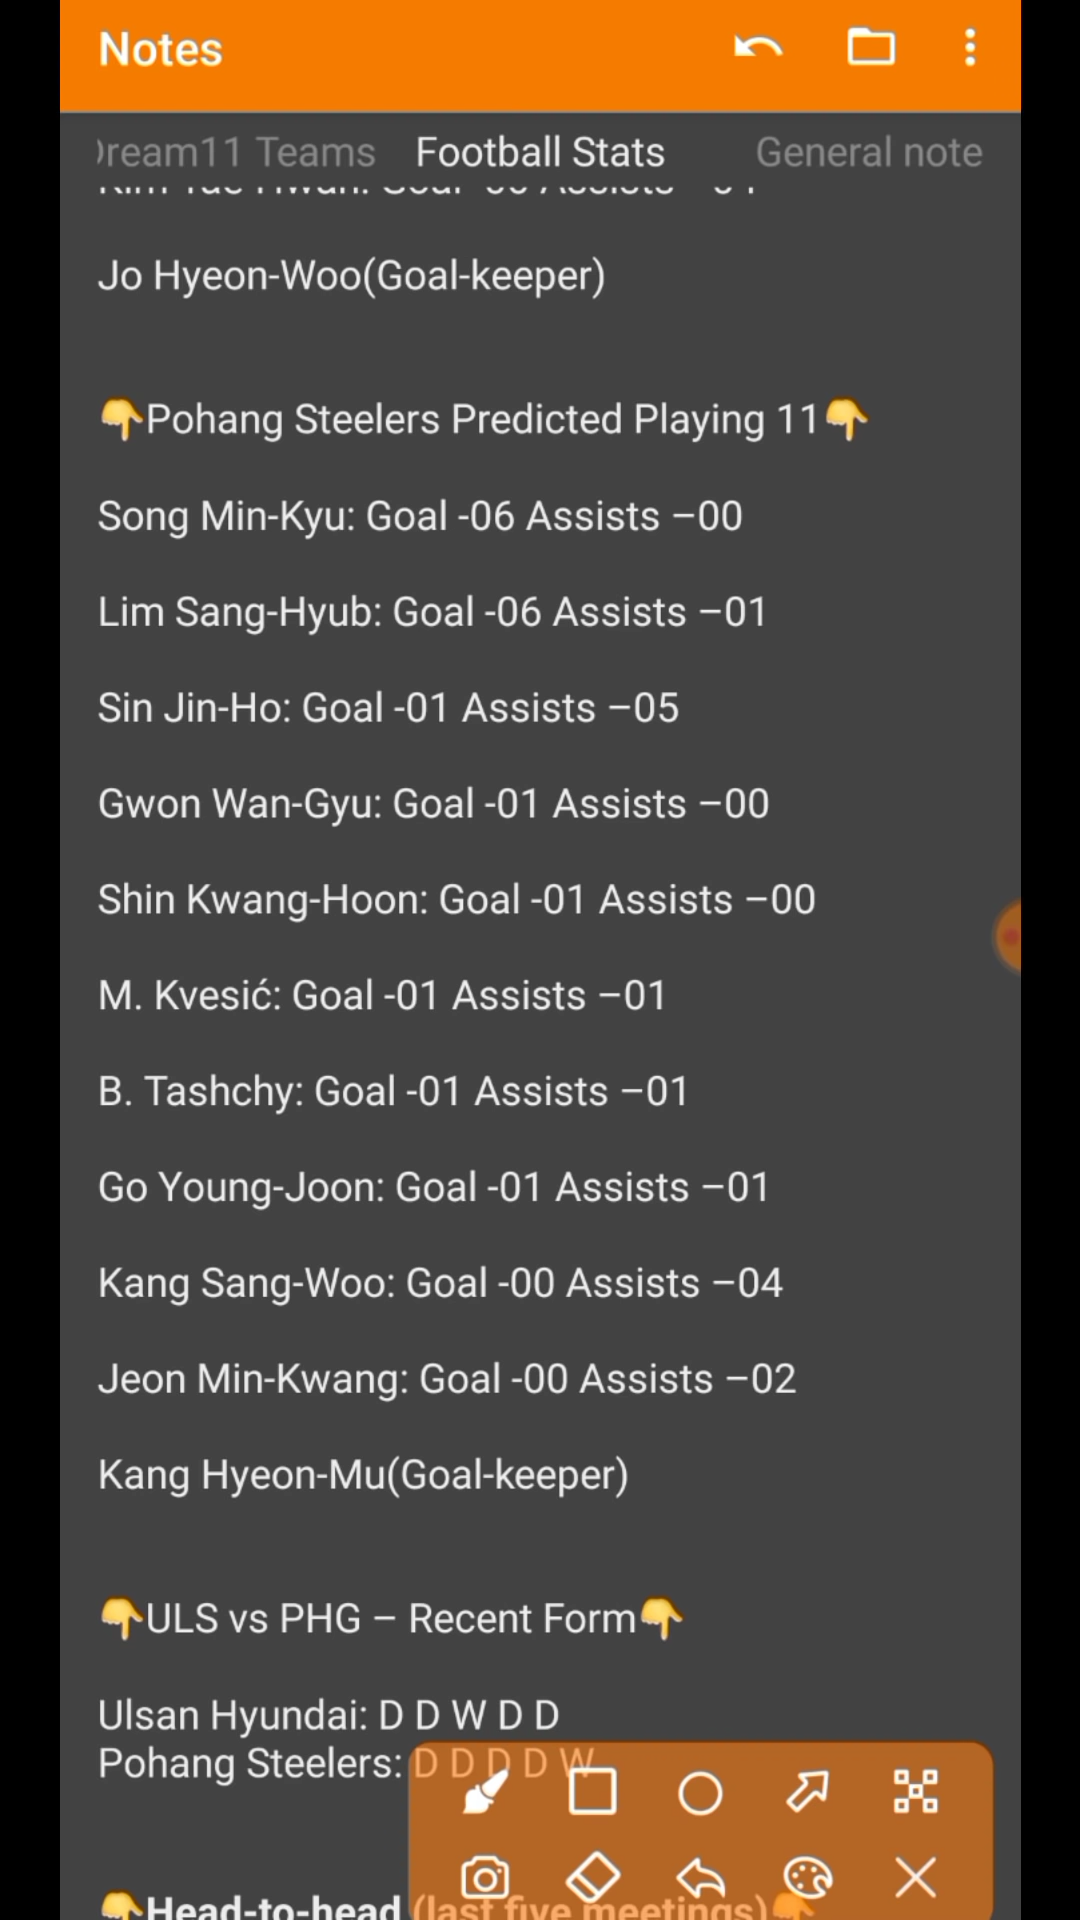 Notes
Dream11 Teams Football Stats General note
Jo Hyeon-Woo(Goal-keeper)
👇Pohang Steelers Predicted Playing 11👇
Song Min-Kyu: Goal -06 Assists –00
Lim Sang-Hyub: Goal -06 Assists –01
Sin Jin-Ho: Goal -01 Assists –05
Gwon Wan-Gyu: Goal -01 Assists –00
Shin Kwang-Hoon: Goal -01 Assists –00
M. Kvesić: Goal -01 Assists –01
B. Tashchy: Goal -01 Assists –01
Go Young-Joon: Goal -01 Assists –01
Kang Sang-Woo: Goal -00 Assists –04
Jeon Min-Kwang: Goal -00 Assists –02
Kang Hyeon-Mu(Goal-keeper)
👇ULS vs PHG – Recent Form👇
Ulsan Hyundai: D D W D D
Pohang Steelers: D D D D W
👇Head-to-head (last five meetings)👇